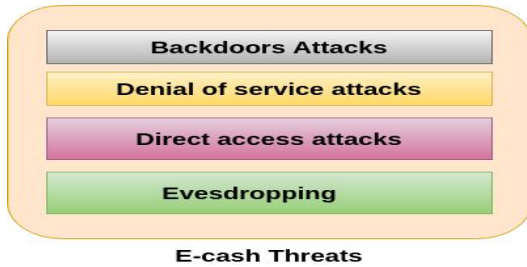 Backdoors Attacks
Denial of service attacks
Direct access attacks
Evesdropping
E-cash Threats